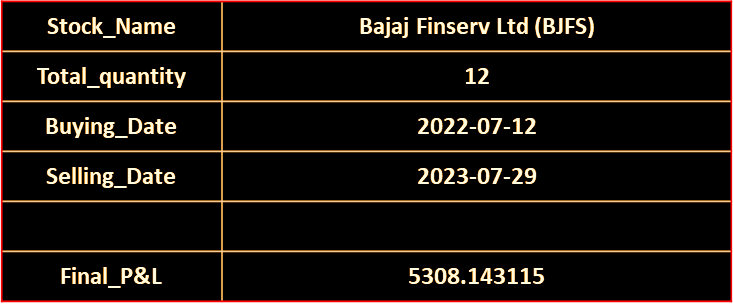 Stock_Name Bajaj Finserv Ltd (BJFS)
Total_quantity 12
Buying_Date 2022-07-12
Selling_Date 2023-07-29
Final_P&L 5308.143115